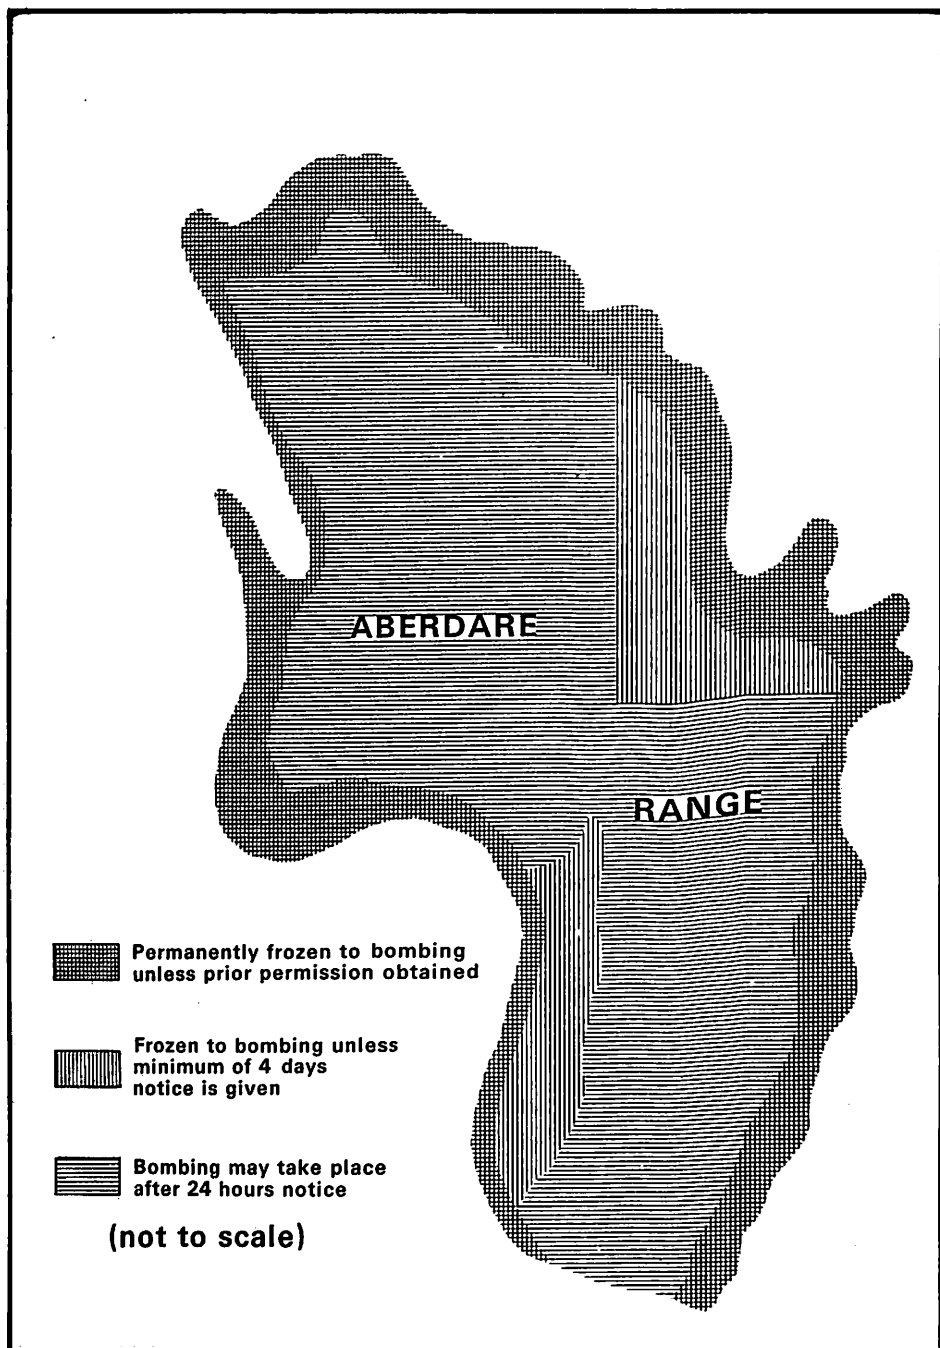 ABERDARE
RANGE
Permanently frozen to bombing
unless prior permission obtained
Frozen to bombing unless
minimum of 4 days
notice is given
Bombing may take place
after 24 hours notice
(not to scale)